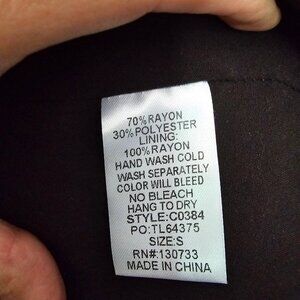 70%RAYON
30%POLYESTER
LINING:
100%RAYON
HAND WASH COLD
WASH SEPARATELY
COLOR WILL BLEED
NO BLEACH
HANG TO DRY
STYLE:C0384
PO:TL64375
SIZE:S
RN#:130733
MADE IN CHINA